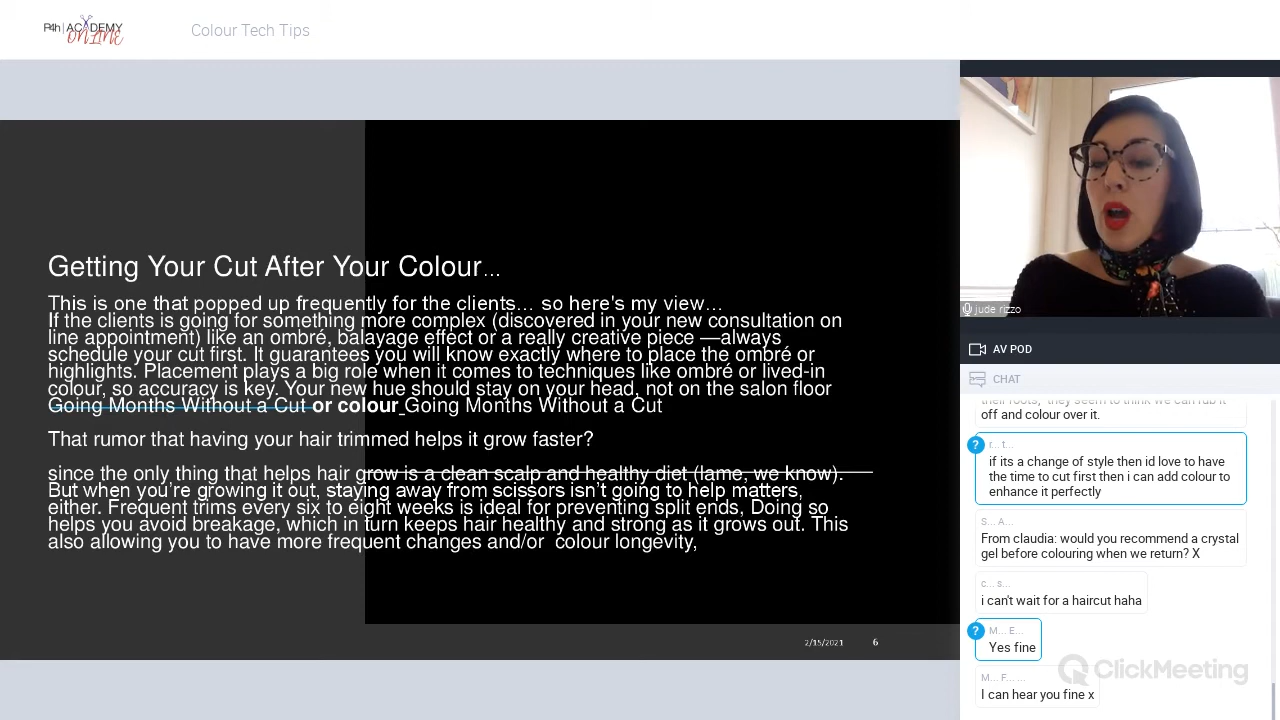 P4h | ACADEMY
ONLINE
Colour Tech Tips
Getting Your Cut After Your Colour...
This is one that popped up frequently for the clients... so here's my view...
If the clients is going for something more complex (discovered in your new consultation on
line appointment) like an ombré, balayage effect or a really creative piece —always
schedule your cut first. It guarantees you will know exactly where to place the ombré or
highlights. Placement plays a big role when it comes to techniques like ombré or lived-in
colour, so accuracy is key. Your new hue should stay on your head, not on the salon floor
Going Months Without a Cut or colour Going Months Without a Cut
That rumor that having your hair trimmed helps it grow faster?
since the only thing that helps hair grow is a clean scalp and healthy diet (lame, we know).
But when you're growing it out, staying away from scissors isn't going to help matters,
either. Frequent trims every six to eight weeks is ideal for preventing split ends, Doing so
helps you avoid breakage, which in turn keeps hair healthy and strong as it grows out. This
also allowing you to have more frequent changes and/or colour longevity,
2/15/2021
6
jude rizzo
AV POD
CHAT
their roots, they seem to think we can rub it
off and colour over it.
?
r... t...
if its a change of style then id love to have
the time to cut first then i can add colour to
enhance it perfectly
S... A...
From claudia: would you recommend a crystal
gel before colouring when we return? X
c... s...
i can't wait for a haircut haha
?
M... E...
Yes fine
M... F... ...
I can hear you fine x
ClickMeeting